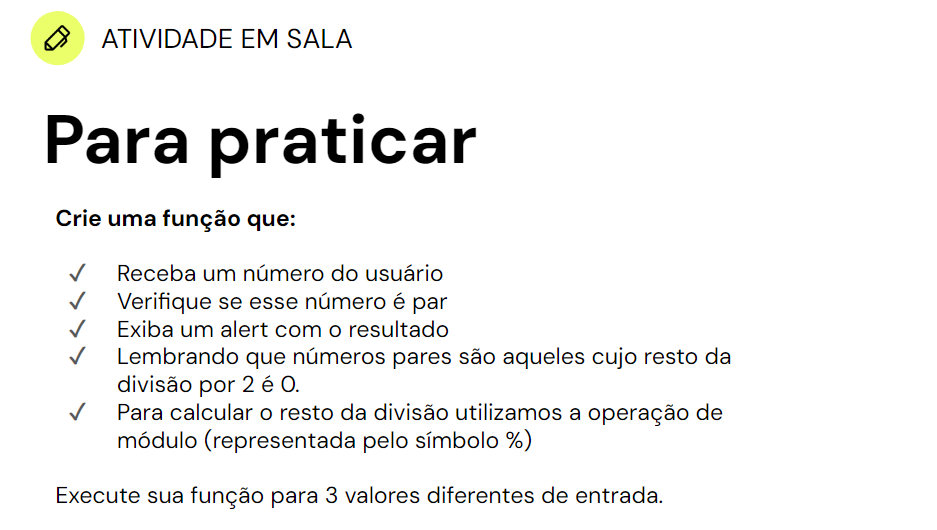 ATIVIDADE EM SALA
Para praticar
Crie uma função que:
✓ Receba um número do usuário
✓ Verifique se esse número é par
✓ Exiba um alert com o resultado
✓ Lembrando que números pares são aqueles cujo resto da
divisão por 2 é 0.
✓ Para calcular o resto da divisão utilizamos a operação de
módulo (representada pelo símbolo %)
Execute sua função para 3 valores diferentes de entrada.